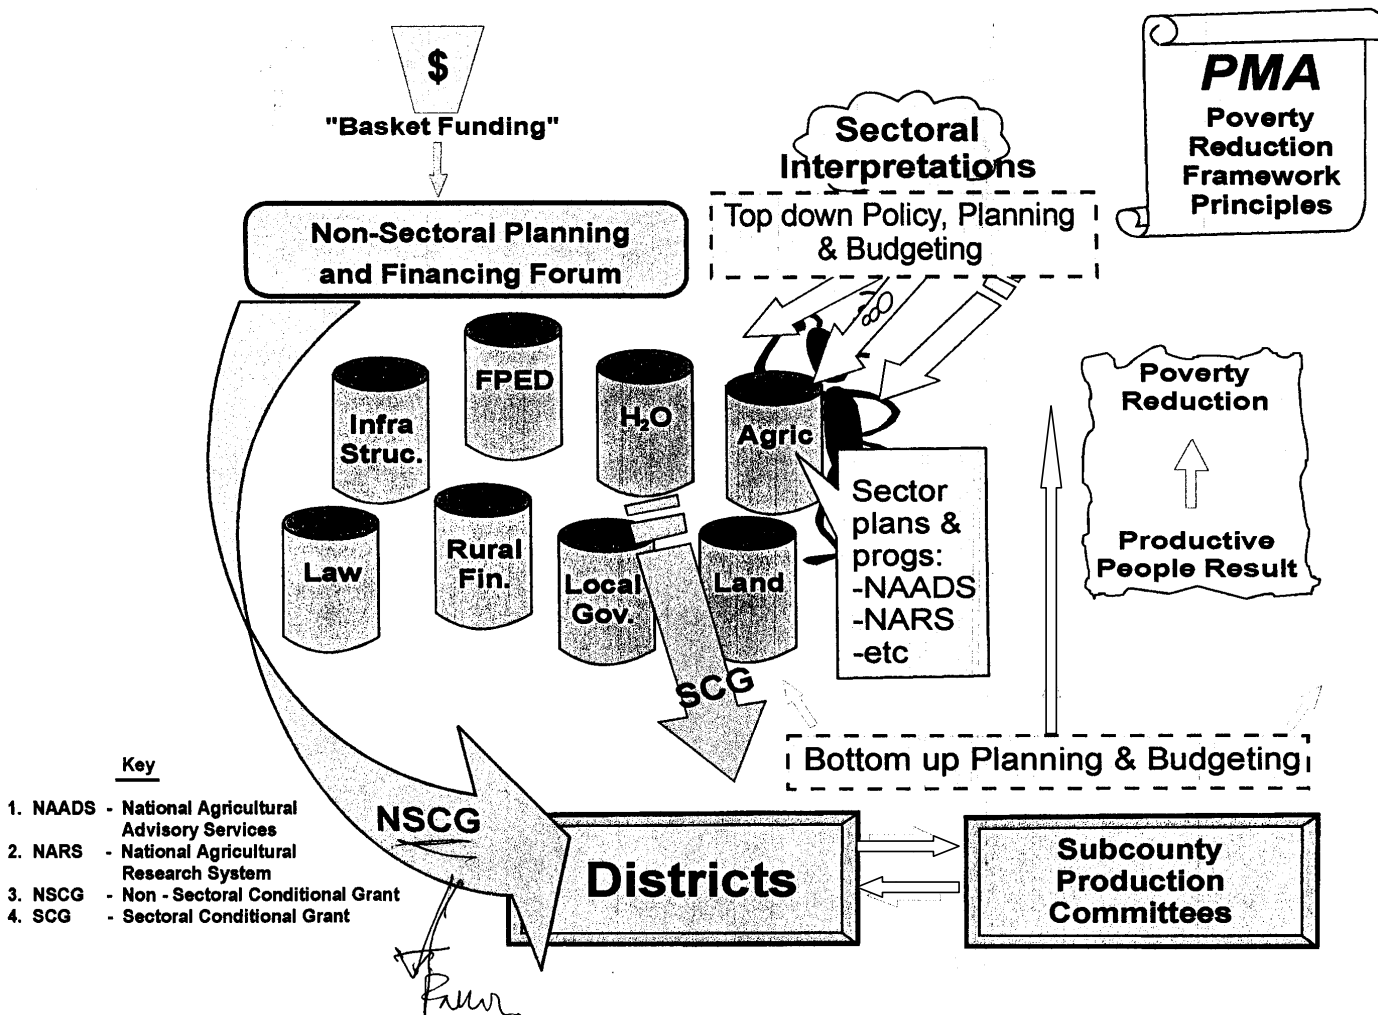 $
"Basket Funding"
Non-Sectoral Planning
and Financing Forum
Sectoral
Interpretations
Top down Policy, Planning
& Budgeting
PMA
Poverty
Reduction
Framework
Principles
FPED
Infra
Struc.
H₂O
Agric
Law
Rural
Fin.
Local
Gov.
Land
Sector
plans &
progs:
-NAADS
-NARS
-etc
Poverty
Reduction
Productive
People Result
SCG
Bottom up Planning & Budgeting
NSCG
Districts
Subcounty
Production
Committees
Key
1. NAADS - National Agricultural
Advisory Services
2. NARS - National Agricultural
Research System
3. NSCG - Non - Sectoral Conditional Grant
4. SCG - Sectoral Conditional Grant